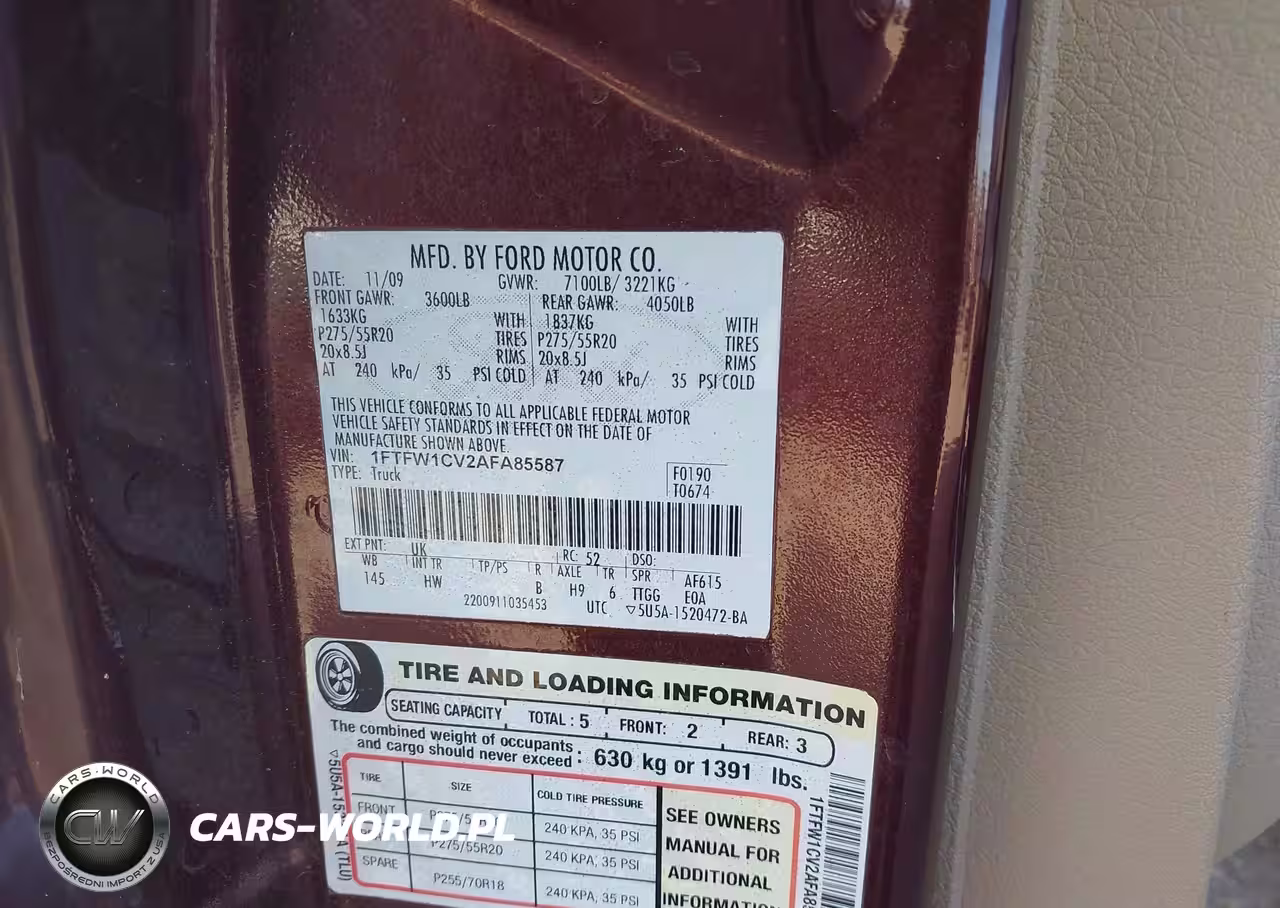 MFD. BY FORD MOTOR CO.
DATE: 11/09 GVWR: 7100LB/ 3221KG
FRONT GAWR: 3600LB REAR GAWR: 4050LB
1633KG WITH 1837KG WITH
P275/55R20 TIRES P275/55R20 TIRES
20x8.5J RIMS 20x8.5J RIMS
AT 240 kPa/ 35 PSI COLD AT 240 kPa/ 35 PSI COLD
THIS VEHICLE CONFORMS TO ALL APPLICABLE FEDERAL MOTOR
VEHICLE SAFETY STANDARDS IN EFFECT ON THE DATE OF
MANUFACTURE SHOWN ABOVE.
VIN: 1FTFW1CV2AFA85587
TYPE: Truck
F0190
T0674
EXT PNT: UK RC: 52 DSO:
WB INT TR TP/PS R AXLE TR SPR AF615
145 HW B H9 6 TTGG EOA
2200911035453 UTC ▽5U5A-1520472-BA
TIRE AND LOADING INFORMATION
SEATING CAPACITY TOTAL : 5 FRONT: 2 REAR: 3
The combined weight of occupants
and cargo should never exceed : 630 kg or 1391 lbs.
TIRE SIZE COLD TIRE PRESSURE
FRONT 240 KPA, 35 PSI
P275/55R20 240 KPA, 35 PSI
SPARE P255/70R18 240 KPA, 35 PSI
SEE OWNERS
MANUAL FOR
ADDITIONAL
INFORMATION
CARS-WORLD
CW
BEZPOŚREDNI IMPORT Z USA
CARS-WORLD.PL